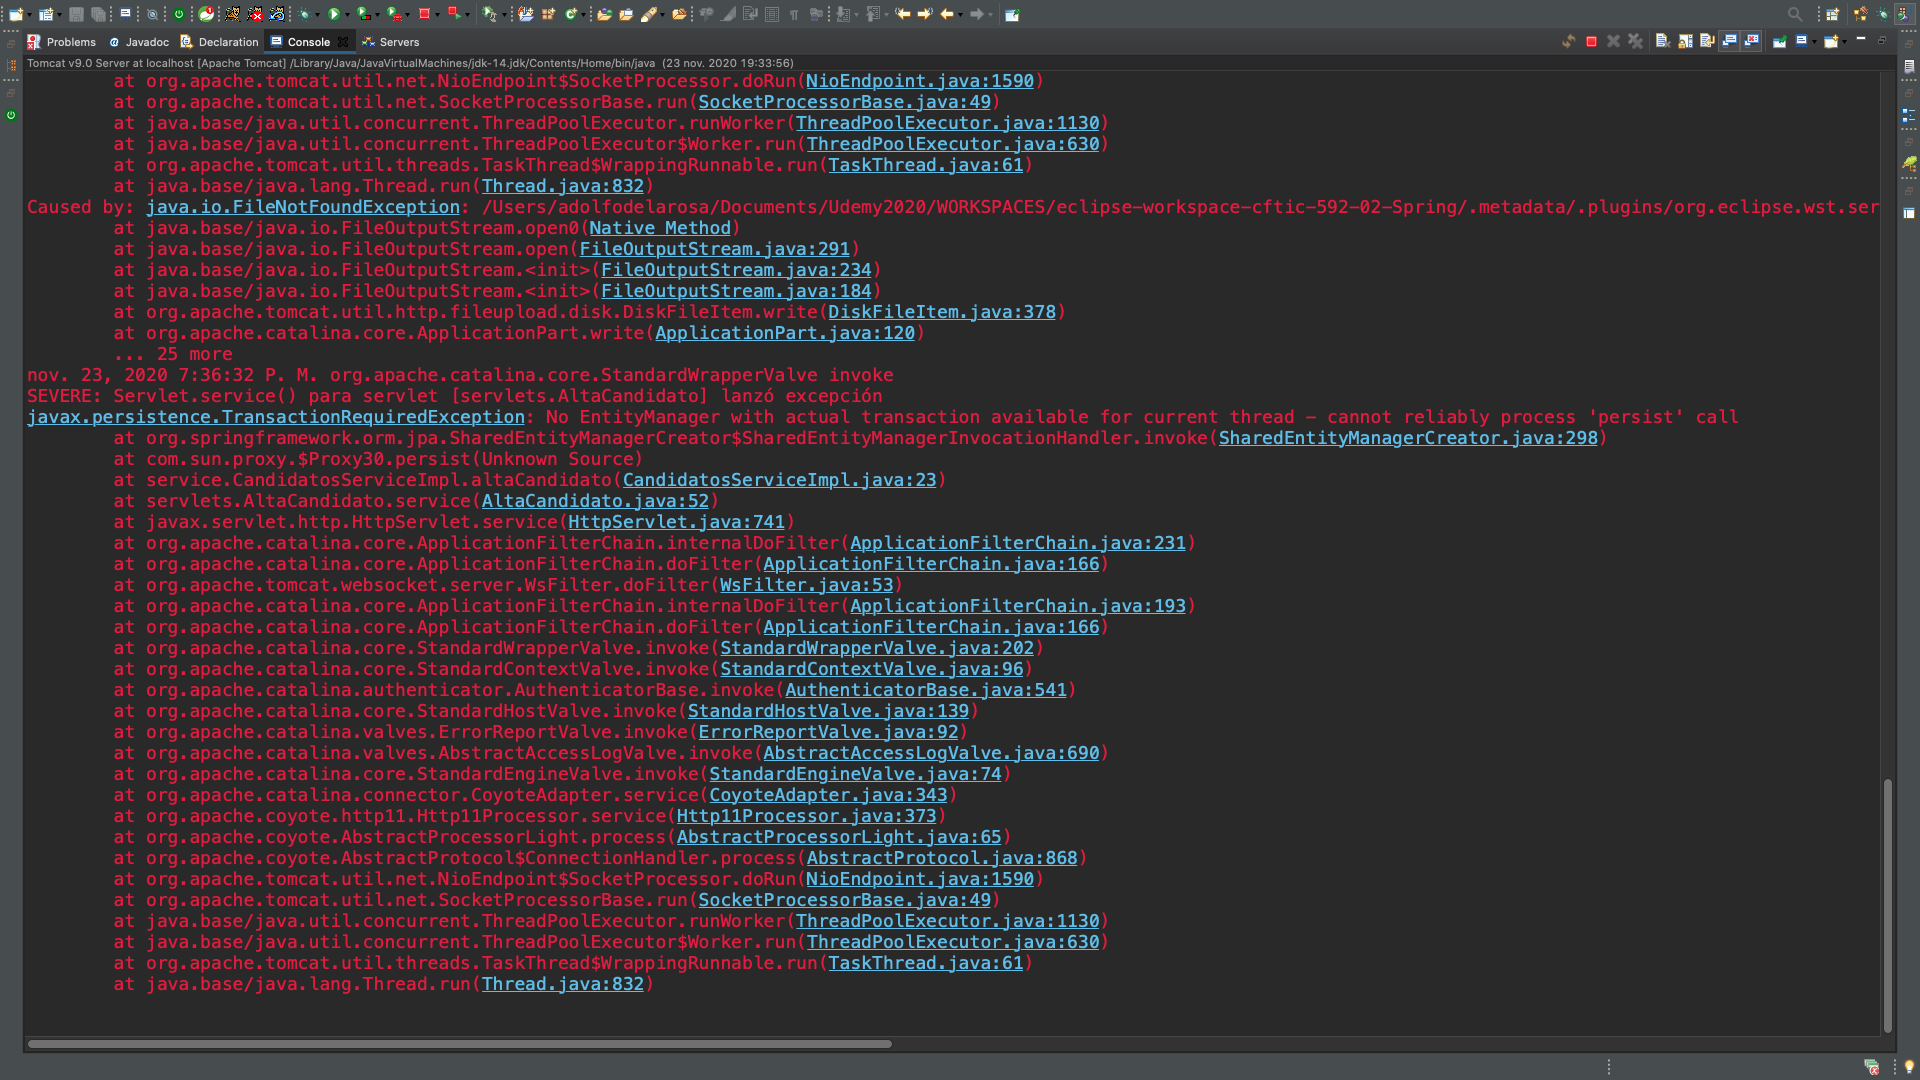 Problems Javadoc Declaration Console Servers
Tomcat v9.0 Server at localhost [Apache Tomcat] /Library/Java/JavaVirtualMachines/jdk-14.jdk/Contents/Home/bin/java (23 nov. 2020 19:33:56)
at org.apache.tomcat.util.net.NioEndpoint$SocketProcessor.doRun(NioEndpoint.java:1590)
at org.apache.tomcat.util.net.SocketProcessorBase.run(SocketProcessorBase.java:49)
at java.base/java.util.concurrent.ThreadPoolExecutor.runWorker(ThreadPoolExecutor.java:1130)
at java.base/java.util.concurrent.ThreadPoolExecutor$Worker.run(ThreadPoolExecutor.java:630)
at org.apache.tomcat.util.threads.TaskThread$WrappingRunnable.run(TaskThread.java:61)
at java.base/java.lang.Thread.run(Thread.java:832)
Caused by: java.io.FileNotFoundException: /Users/adolfodelarosa/Documents/Udemy2020/WORKSPACES/eclipse-workspace-cftic-592-02-Spring/.metadata/.plugins/org.eclipse.wst.ser
at java.base/java.io.FileOutputStream.open0(Native Method)
at java.base/java.io.FileOutputStream.open(FileOutputStream.java:291)
at java.base/java.io.FileOutputStream.<init>(FileOutputStream.java:234)
at java.base/java.io.FileOutputStream.<init>(FileOutputStream.java:184)
at org.apache.tomcat.util.http.fileupload.disk.DiskFileItem.write(DiskFileItem.java:378)
at org.apache.catalina.core.ApplicationPart.write(ApplicationPart.java:120)
... 25 more
nov. 23, 2020 7:36:32 P. M. org.apache.catalina.core.StandardWrapperValve invoke
SEVERE: Servlet.service() para servlet [servlets.AltaCandidato] lanzó excepción
javax.persistence.TransactionRequiredException: No EntityManager with actual transaction available for current thread - cannot reliably process 'persist' call
at org.springframework.orm.jpa.SharedEntityManagerCreator$SharedEntityManagerInvocationHandler.invoke(SharedEntityManagerCreator.java:298)
at com.sun.proxy.$Proxy30.persist(Unknown Source)
at service.CandidatosServiceImpl.altaCandidato(CandidatosServiceImpl.java:23)
at servlets.AltaCandidato.service(AltaCandidato.java:52)
at javax.servlet.http.HttpServlet.service(HttpServlet.java:741)
at org.apache.catalina.core.ApplicationFilterChain.internalDoFilter(ApplicationFilterChain.java:231)
at org.apache.catalina.core.ApplicationFilterChain.doFilter(ApplicationFilterChain.java:166)
at org.apache.tomcat.websocket.server.WsFilter.doFilter(WsFilter.java:53)
at org.apache.catalina.core.ApplicationFilterChain.internalDoFilter(ApplicationFilterChain.java:193)
at org.apache.catalina.core.ApplicationFilterChain.doFilter(ApplicationFilterChain.java:166)
at org.apache.catalina.core.StandardWrapperValve.invoke(StandardWrapperValve.java:202)
at org.apache.catalina.core.StandardContextValve.invoke(StandardContextValve.java:96)
at org.apache.catalina.authenticator.AuthenticatorBase.invoke(AuthenticatorBase.java:541)
at org.apache.catalina.core.StandardHostValve.invoke(StandardHostValve.java:139)
at org.apache.catalina.valves.ErrorReportValve.invoke(ErrorReportValve.java:92)
at org.apache.catalina.valves.AbstractAccessLogValve.invoke(AbstractAccessLogValve.java:690)
at org.apache.catalina.core.StandardEngineValve.invoke(StandardEngineValve.java:74)
at org.apache.catalina.connector.CoyoteAdapter.service(CoyoteAdapter.java:343)
at org.apache.coyote.http11.Http11Processor.service(Http11Processor.java:373)
at org.apache.coyote.AbstractProcessorLight.process(AbstractProcessorLight.java:65)
at org.apache.coyote.AbstractProtocol$ConnectionHandler.process(AbstractProtocol.java:868)
at org.apache.tomcat.util.net.NioEndpoint$SocketProcessor.doRun(NioEndpoint.java:1590)
at org.apache.tomcat.util.net.SocketProcessorBase.run(SocketProcessorBase.java:49)
at java.base/java.util.concurrent.ThreadPoolExecutor.runWorker(ThreadPoolExecutor.java:1130)
at java.base/java.util.concurrent.ThreadPoolExecutor$Worker.run(ThreadPoolExecutor.java:630)
at org.apache.tomcat.util.threads.TaskThread$WrappingRunnable.run(TaskThread.java:61)
at java.base/java.lang.Thread.run(Thread.java:832)